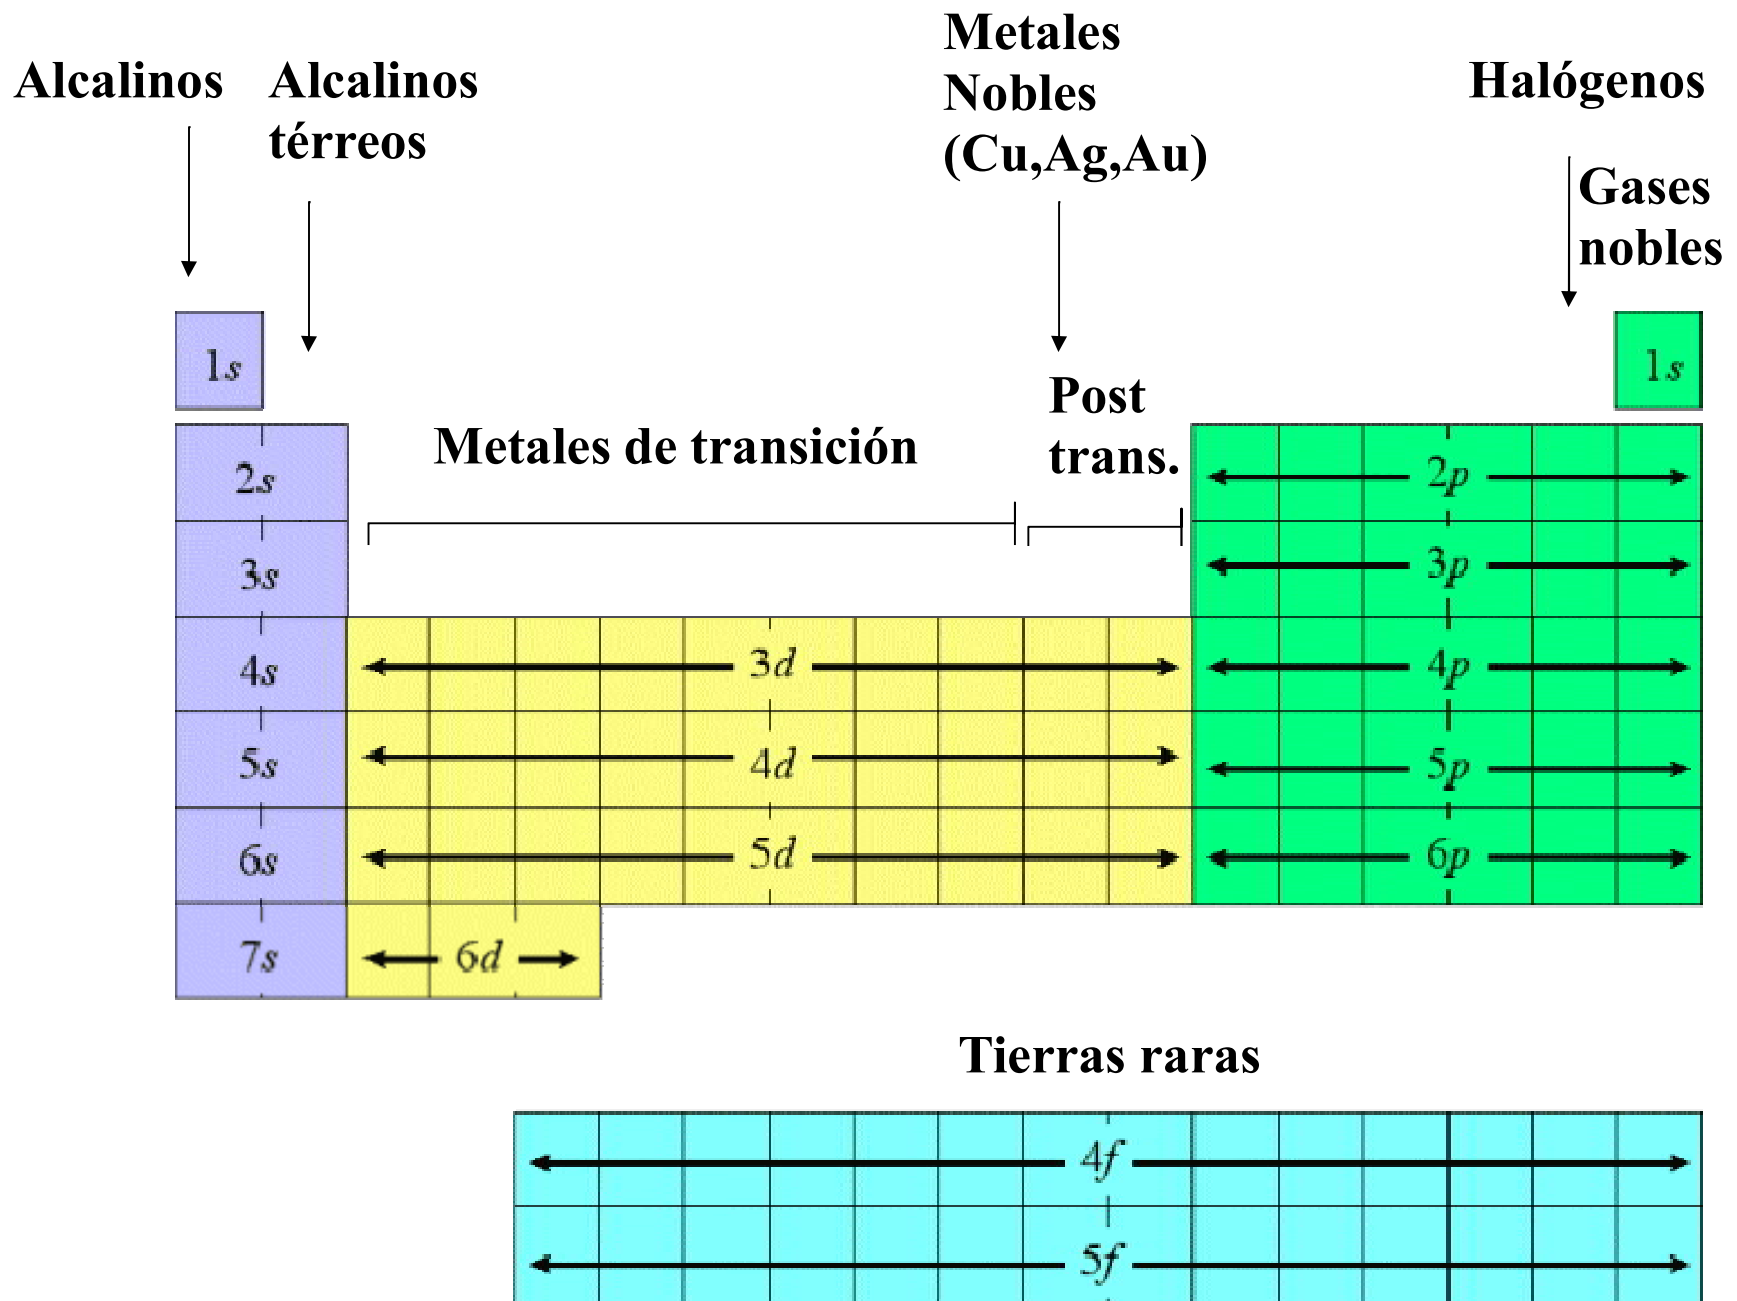 Metales
Nobles
(Cu,Ag,Au)
Alcalinos
Alcalinos
térreos
Halógenos
Gases
nobles
1s
1s
Post
trans.
Metales de transición
2s
2p
3s
3p
4s
3d
4p
5s
4d
5p
6s
5d
6p
7s
6d
Tierras raras
4f
5f